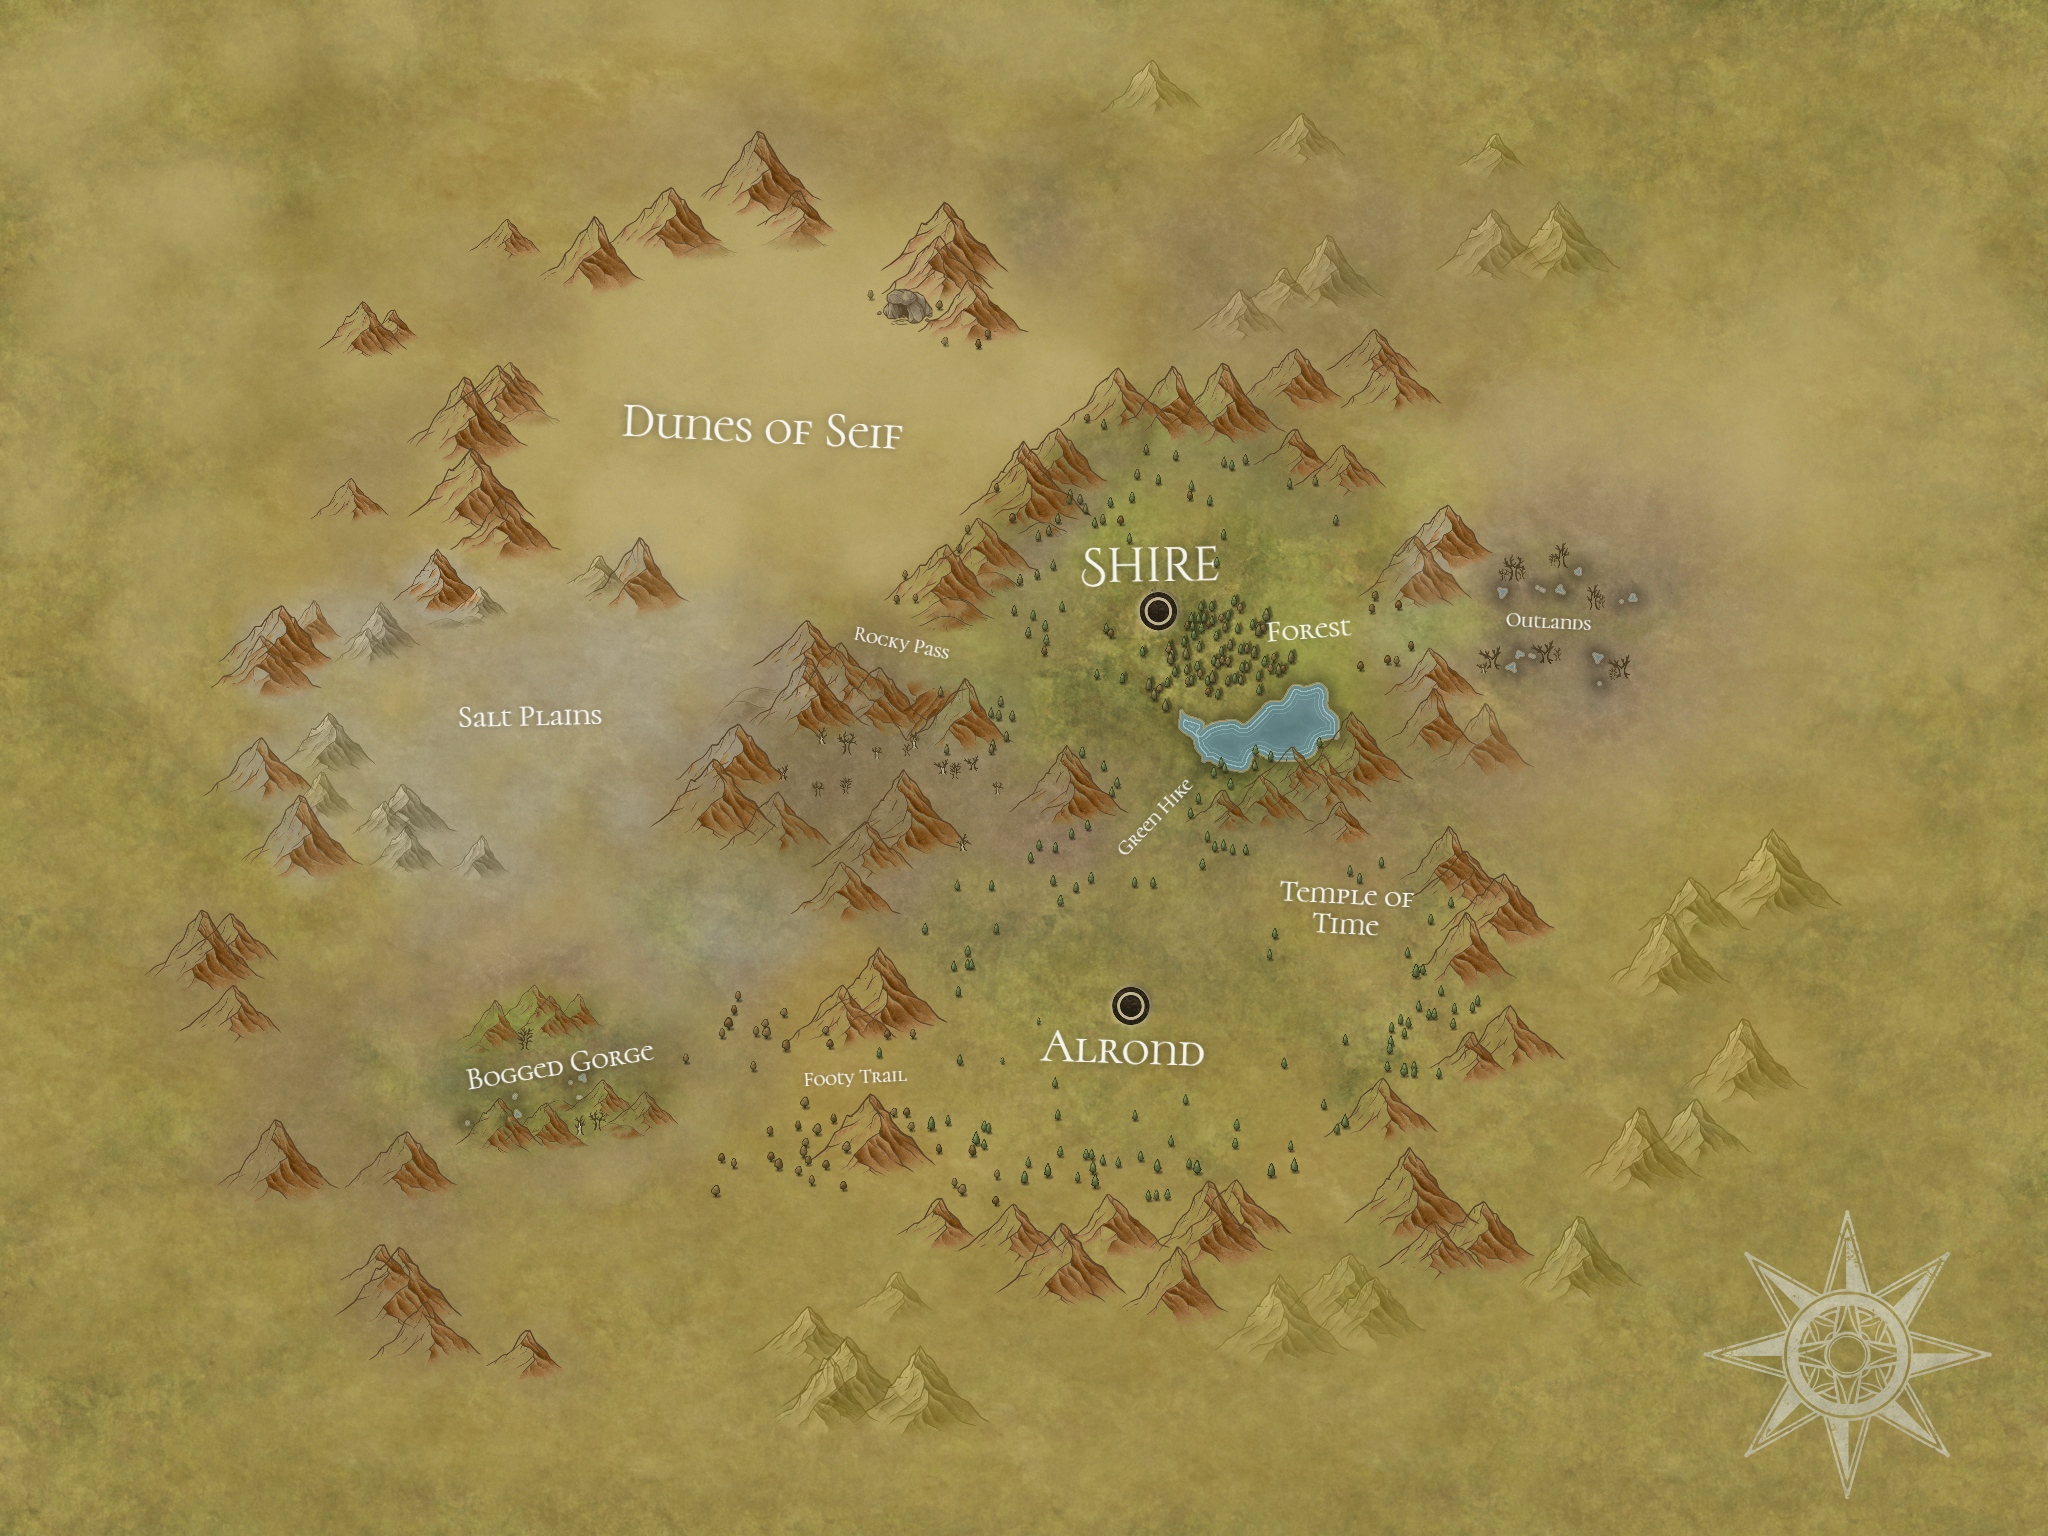 Dunes of Seif
Shire
Rocky Pass
Forest
Outlands
Salt Plains
Green Hike
Temple of
Time
Bogged Gorge
Footy Trail
Alrond